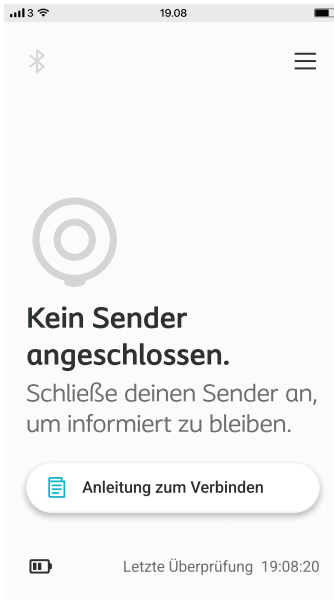 3
19.08
Kein Sender
angeschlossen.
Schließe deinen Sender an,
um informiert zu bleiben.
Anleitung zum Verbinden
Letzte Überprüfung 19:08:20